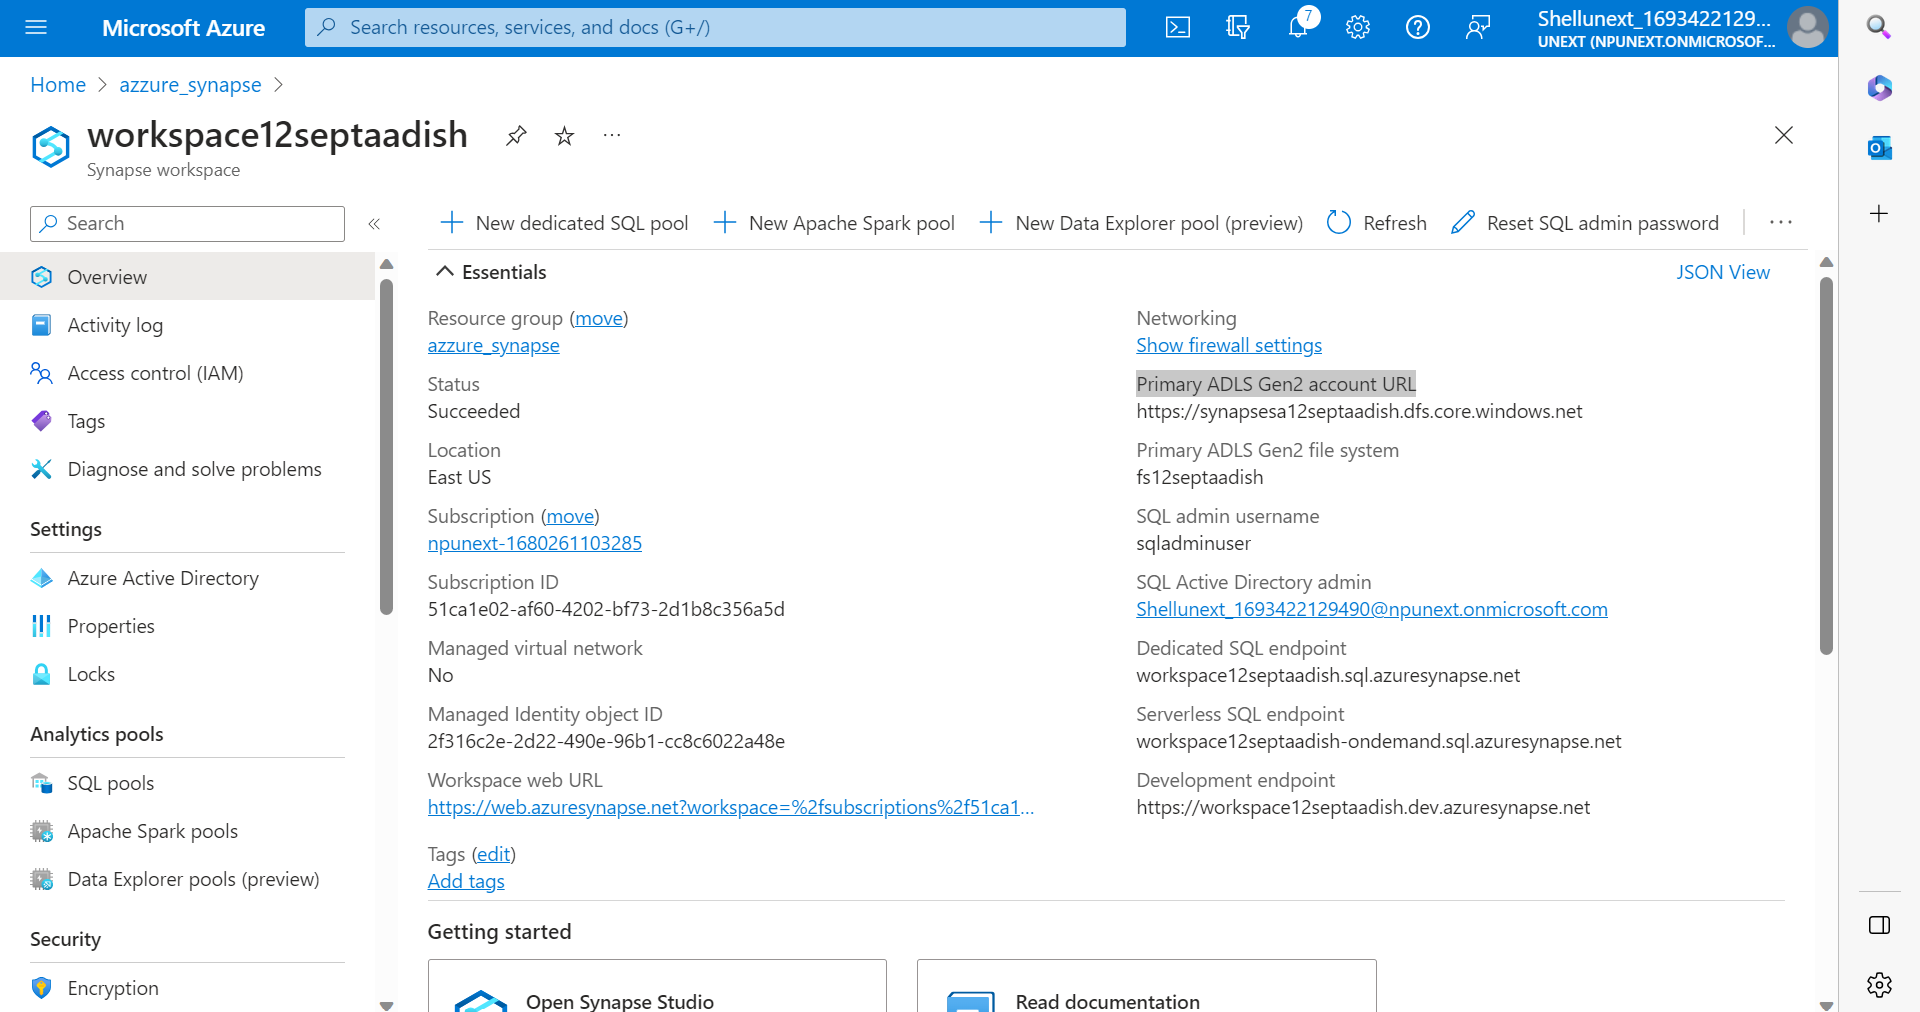 Microsoft Azure
Search resources, services, and docs (G+/)
7
Shellunext_1693422129...
UNEXT (NPUNEXT.ONMICROSOF...
Home > azzure_synapse >
workspace12septaadish
...
Synapse workspace
Search
«
New dedicated SQL pool
New Apache Spark pool
New Data Explorer pool (preview)
Refresh
Reset SQL admin password
...
Overview
Activity log
Access control (IAM)
Tags
Diagnose and solve problems
Settings
Azure Active Directory
Properties
Locks
Analytics pools
SQL pools
Apache Spark pools
Data Explorer pools (preview)
Security
Encryption
Essentials
JSON View
Resource group (move)
azzure_synapse
Status
Succeeded
Location
East US
Subscription (move)
npunext-1680261103285
Subscription ID
51ca1e02-af60-4202-bf73-2d1b8c356a5d
Managed virtual network
No
Managed Identity object ID
2f316c2e-2d22-490e-96b1-cc8c6022a48e
Workspace web URL
https://web.azuresynapse.net?workspace=%2fsubscriptions%2f51ca1...
Networking
Show firewall settings
Primary ADLS Gen2 account URL
https://synapsesa12septaadish.dfs.core.windows.net
Primary ADLS Gen2 file system
fs12septaadish
SQL admin username
sqladminuser
SQL Active Directory admin
Shellunext_1693422129490@npunext.onmicrosoft.com
Dedicated SQL endpoint
workspace12septaadish.sql.azuresynapse.net
Serverless SQL endpoint
workspace12septaadish-ondemand.sql.azuresynapse.net
Development endpoint
https://workspace12septaadish.dev.azuresynapse.net
Tags (edit)
Add tags
Getting started
Open Synapse Studio
Read documentation